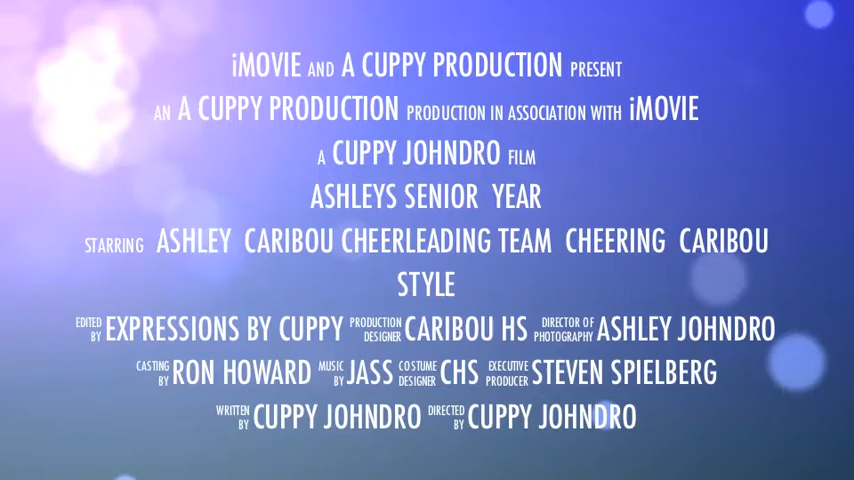 iMOVIE AND A CUPPY PRODUCTION PRESENT
AN A CUPPY PRODUCTION PRODUCTION IN ASSOCIATION WITH iMOVIE
A CUPPY JOHNDRO FILM
ASHLEYS SENIOR YEAR
STARRING ASHLEY CARIBOU CHEERLEADING TEAM CHEERING CARIBOU
STYLE
EDITED BY EXPRESSIONS BY CUPPY PRODUCTION DESIGNER CARIBOU HS DIRECTOR OF PHOTOGRAPHY ASHLEY JOHNDRO
CASTING BY RON HOWARD MUSIC BY JASS COSTUME DESIGNER CHS EXECUTIVE PRODUCER STEVEN SPIELBERG
WRITTEN BY CUPPY JOHNDRO DIRECTED BY CUPPY JOHNDRO